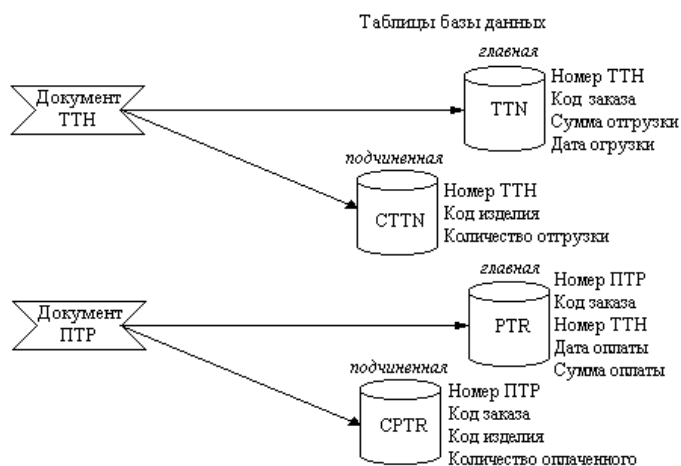 Таблицы базы данных
главная
Документ
ТТН
TTN
Номер ТТН
Код заказа
Сумма отгрузки
Дата огрузки
подчиненная
CTTN
Номер ТТН
Код изделия
Количество отгрузки
главная
Документ
ПТР
PTR
Номер ПТР
Код заказа
Номер ТТН
Дата оплаты
Сумма оплаты
подчиненная
CPTR
Номер ПТР
Код заказа
Код изделия
Количество оплаченного